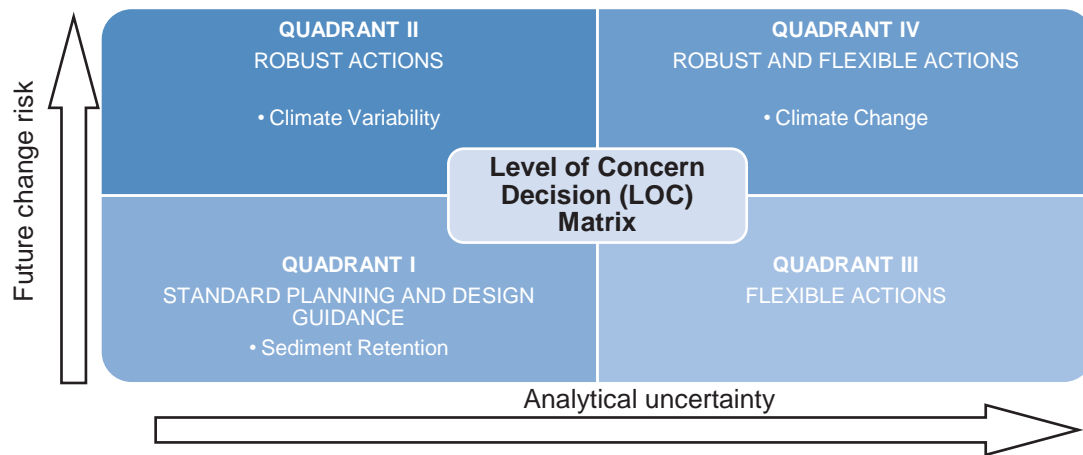 Future change risk
QUADRANT II
ROBUST ACTIONS
• Climate Variability
QUADRANT IV
ROBUST AND FLEXIBLE ACTIONS
• Climate Change
Level of Concern
Decision (LOC)
Matrix
QUADRANT I
STANDARD PLANNING AND DESIGN
GUIDANCE
• Sediment Retention
QUADRANT III
FLEXIBLE ACTIONS
Analytical uncertainty